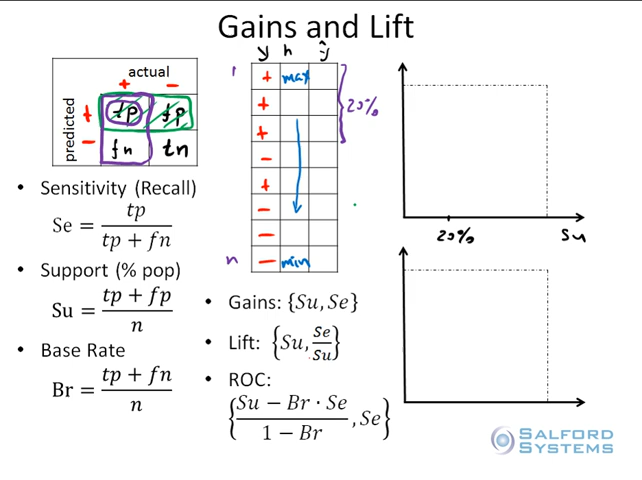 Gains and Lift
actual
+ -
predicted
+ tp fp
- fn tn
y h ŷ
1 + max
+
+
-
+
-
-
n - min
20%
• Sensitivity (Recall)
Se = tp / (tp + fn)
• Support (% pop)
Su = (tp + fp) / n
• Base Rate
Br = (tp + fn) / n
• Gains: {Su, Se}
• Lift: {Su, Se/Su}
• ROC:
{(Su − Br · Se) / (1 − Br), Se}
20% Su
SALFORD
SYSTEMS